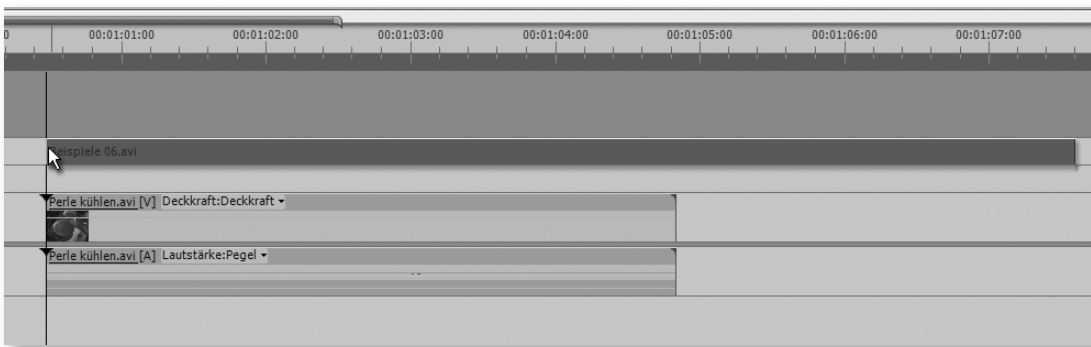 0 00:01:01:00 00:01:02:00 00:01:03:00 00:01:04:00 00:01:05:00 00:01:06:00 00:01:07:00
eispiele 06.avi
Perle kühlen.avi [V] Deckkraft:Deckkraft
Perle kühlen.avi [A] Lautstärke:Pegel